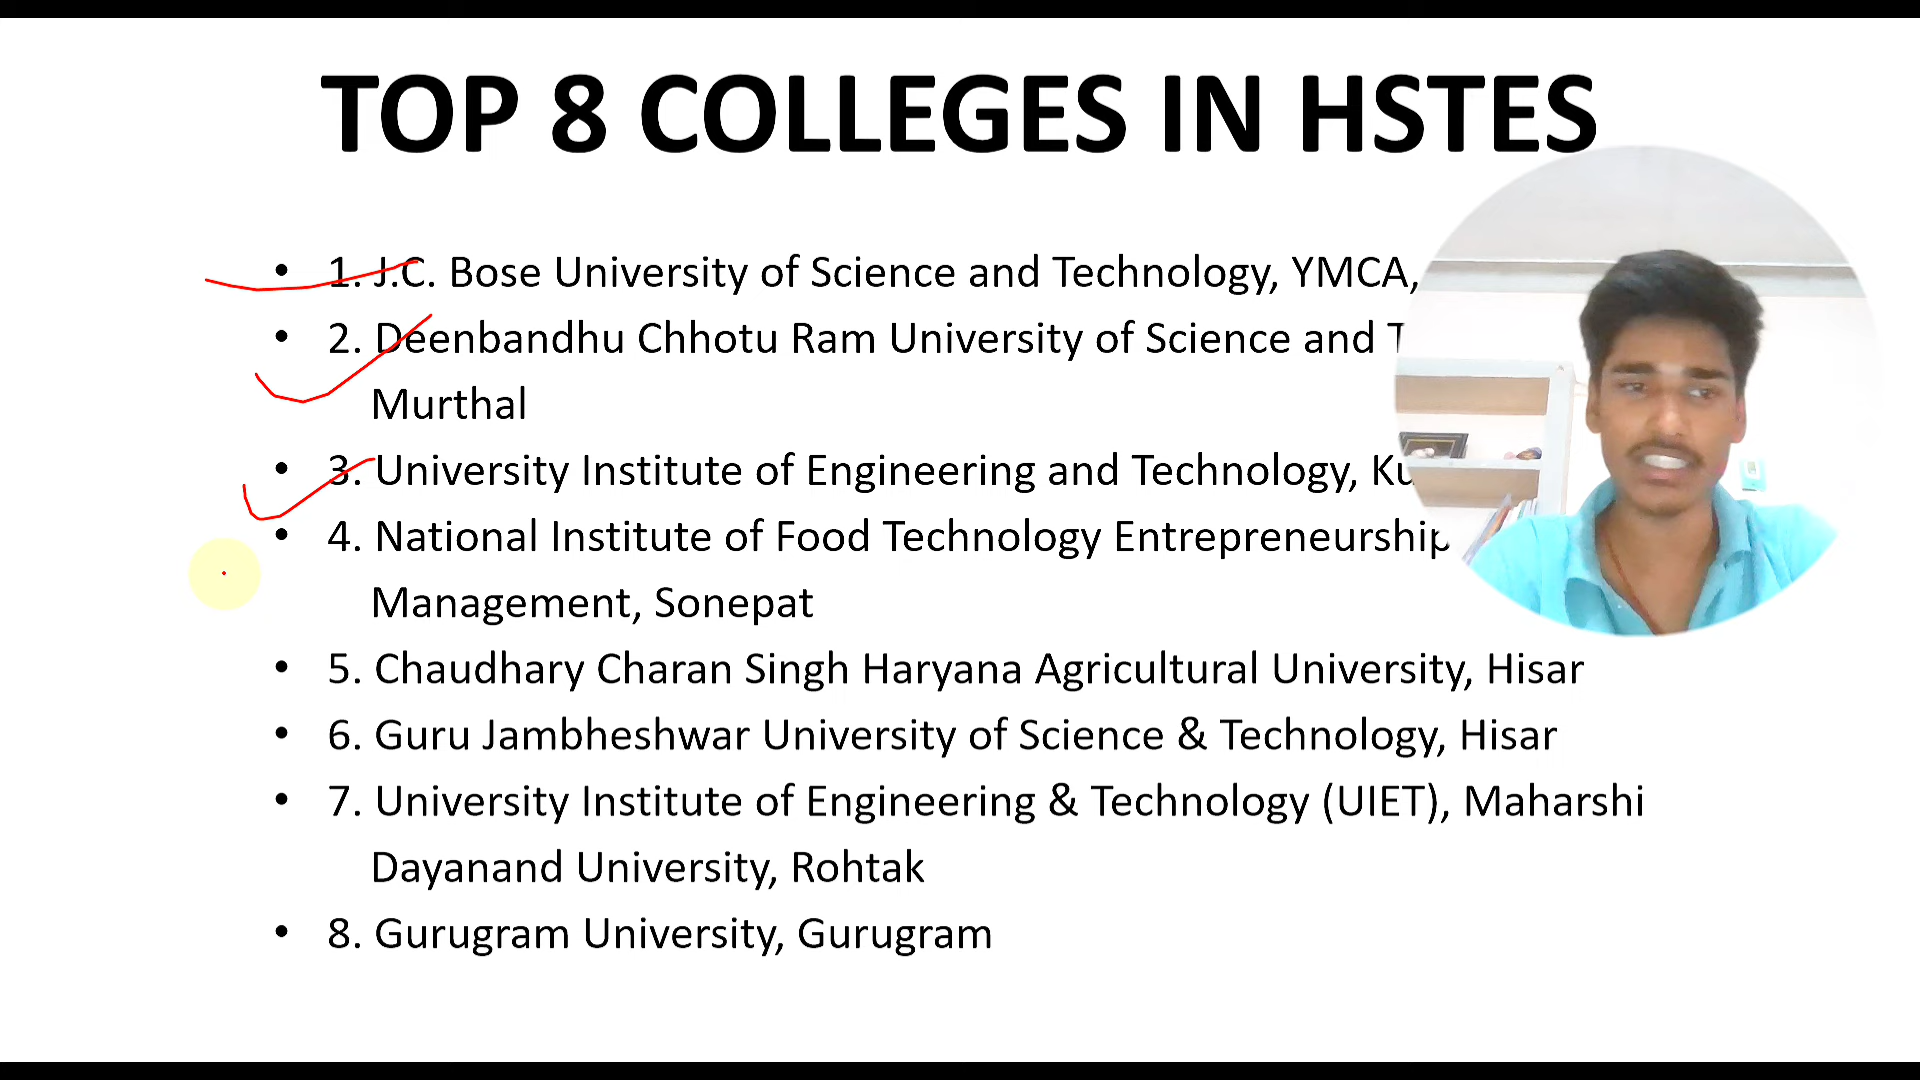 TOP 8 COLLEGES IN HSTES
• 1. J.C. Bose University of Science and Technology, YMCA,
• 2. Deenbandhu Chhotu Ram University of Science and
Murthal
• 3. University Institute of Engineering and Technology,
• 4. National Institute of Food Technology Entrepreneurship
Management, Sonepat
• 5. Chaudhary Charan Singh Haryana Agricultural University, Hisar
• 6. Guru Jambheshwar University of Science & Technology, Hisar
• 7. University Institute of Engineering & Technology (UIET), Maharshi
Dayanand University, Rohtak
• 8. Gurugram University, Gurugram